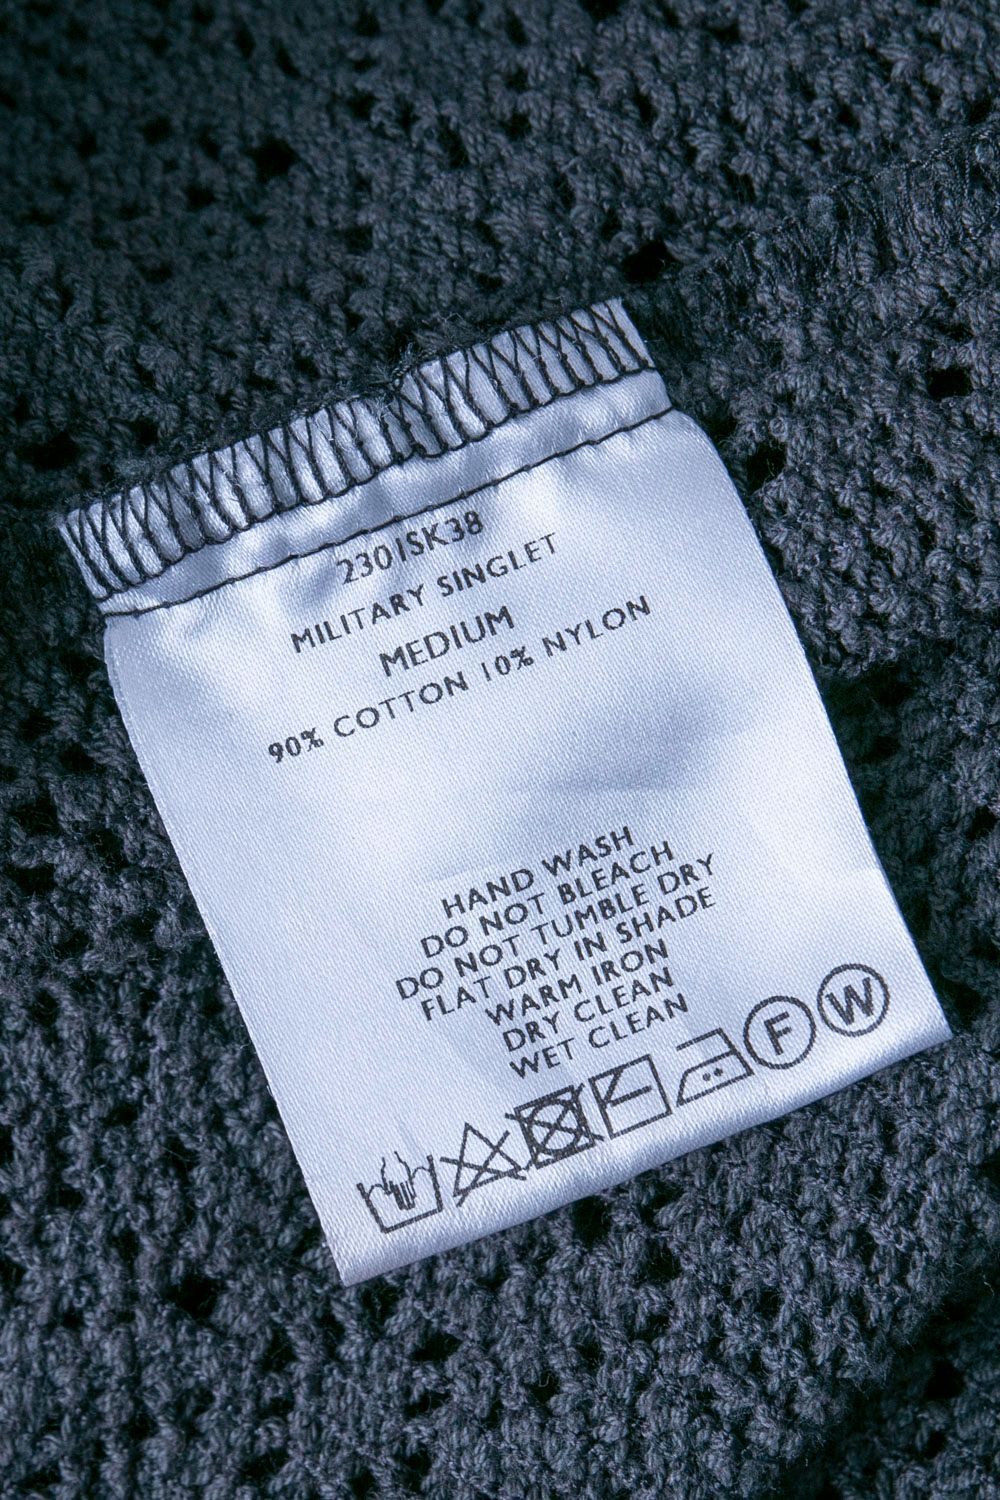 2301SK38
MILITARY SINGLET
MEDIUM
90% COTTON 10% NYLON
HAND WASH
DO NOT BLEACH
DO NOT TUMBLE DRY
FLAT DRY IN SHADE
WARM IRON
DRY CLEAN
WET CLEAN
F W